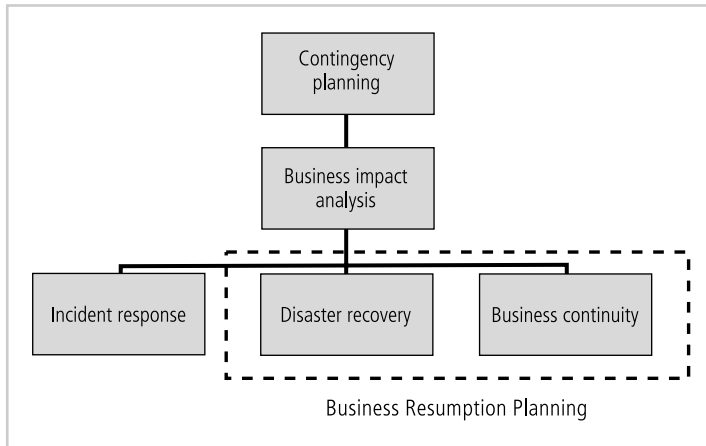 Contingency
planning
Business impact
analysis
Incident response
Disaster recovery
Business continuity
Business Resumption Planning